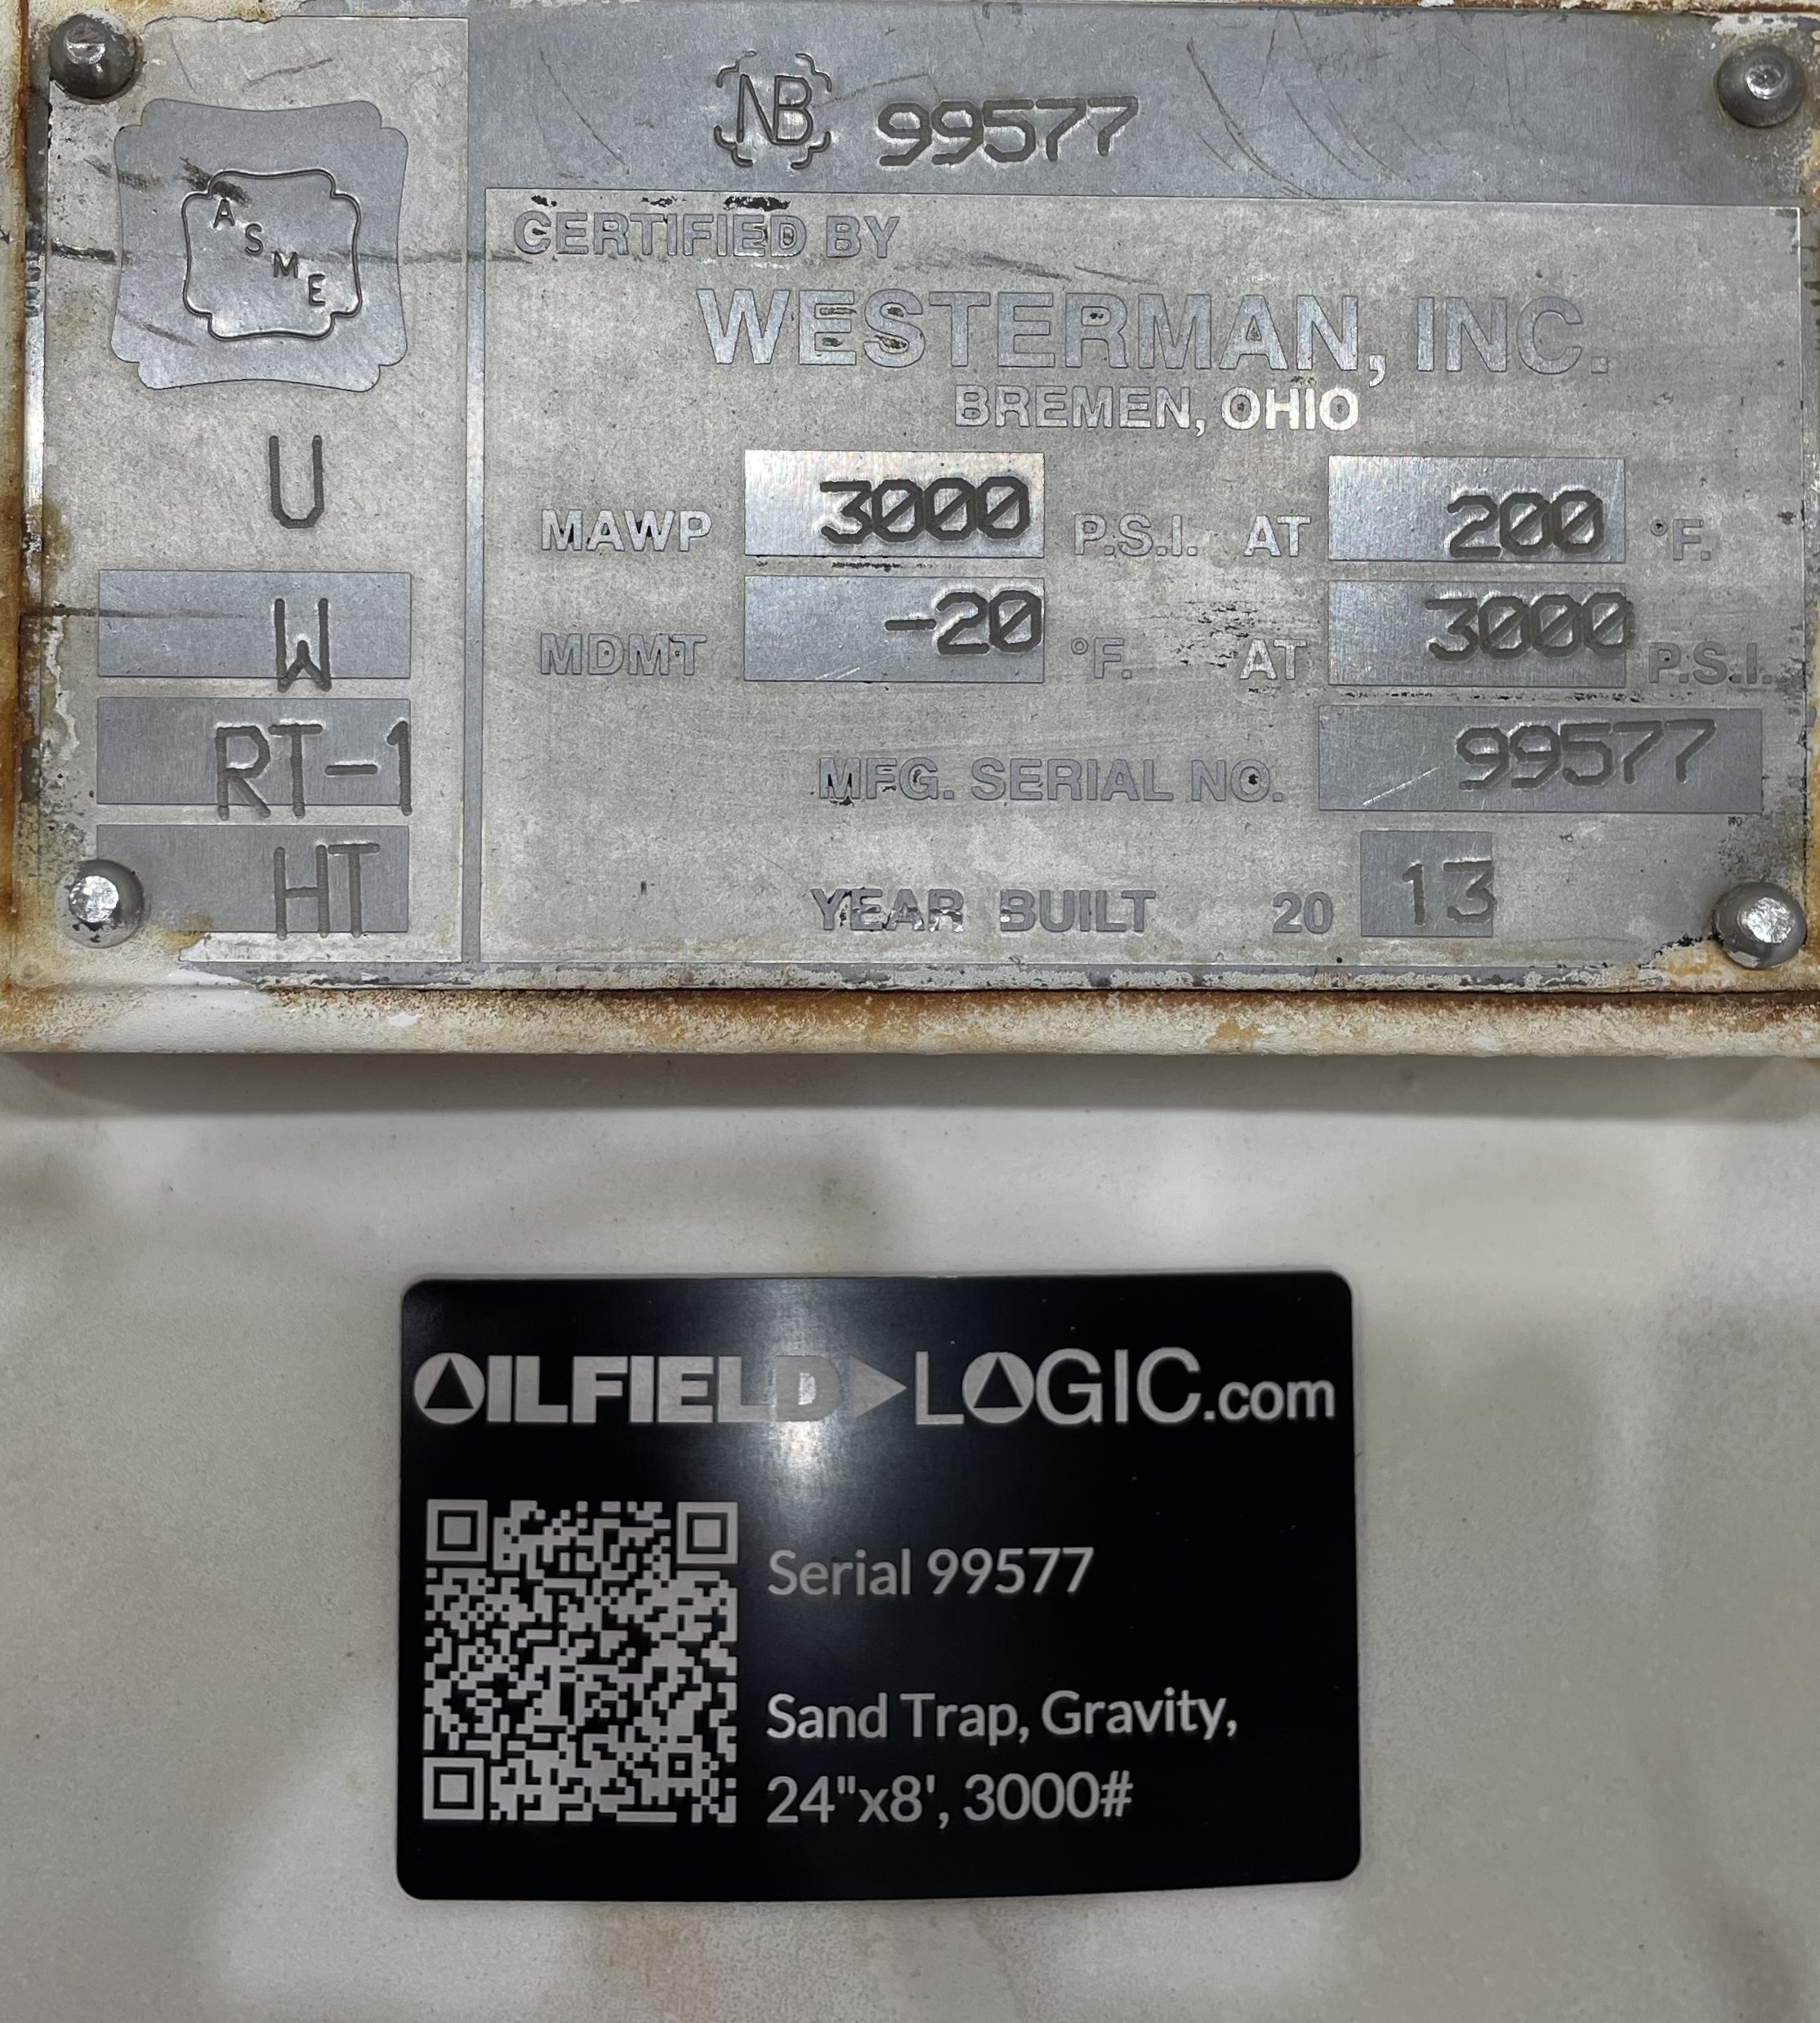 NB 99577
ASME
U
W
RT-1
HT
CERTIFIED BY
WESTERMAN, INC.
BREMEN, OHIO
MAWP 3000 P.S.I. AT 200 °F.
MDMT -20 °F. AT 3000 P.S.I.
MFG. SERIAL NO. 99577
YEAR BUILT 20 13
OILFIELD LOGIC.com
Serial 99577
Sand Trap, Gravity,
24"x8', 3000#